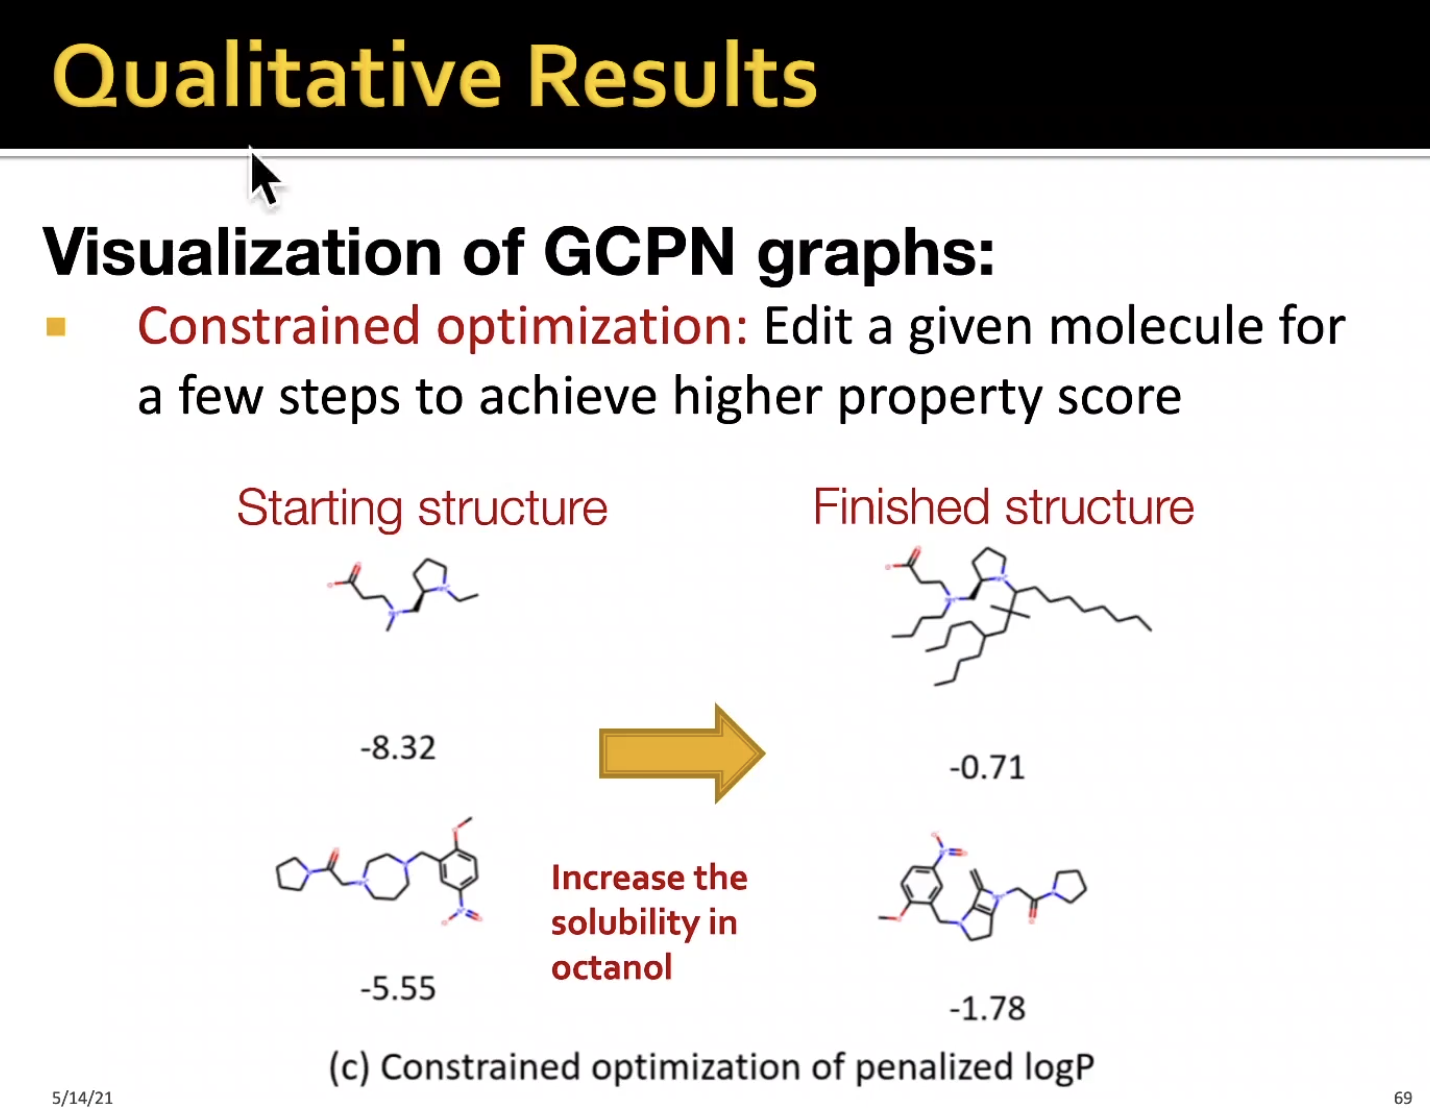 Qualitative Results
Visualization of GCPN graphs:
Constrained optimization: Edit a given molecule for
a few steps to achieve higher property score
Starting structure
Finished structure
-8.32
-0.71
Increase the
solubility in
octanol
-5.55
-1.78
(c) Constrained optimization of penalized logP
5/14/21
69